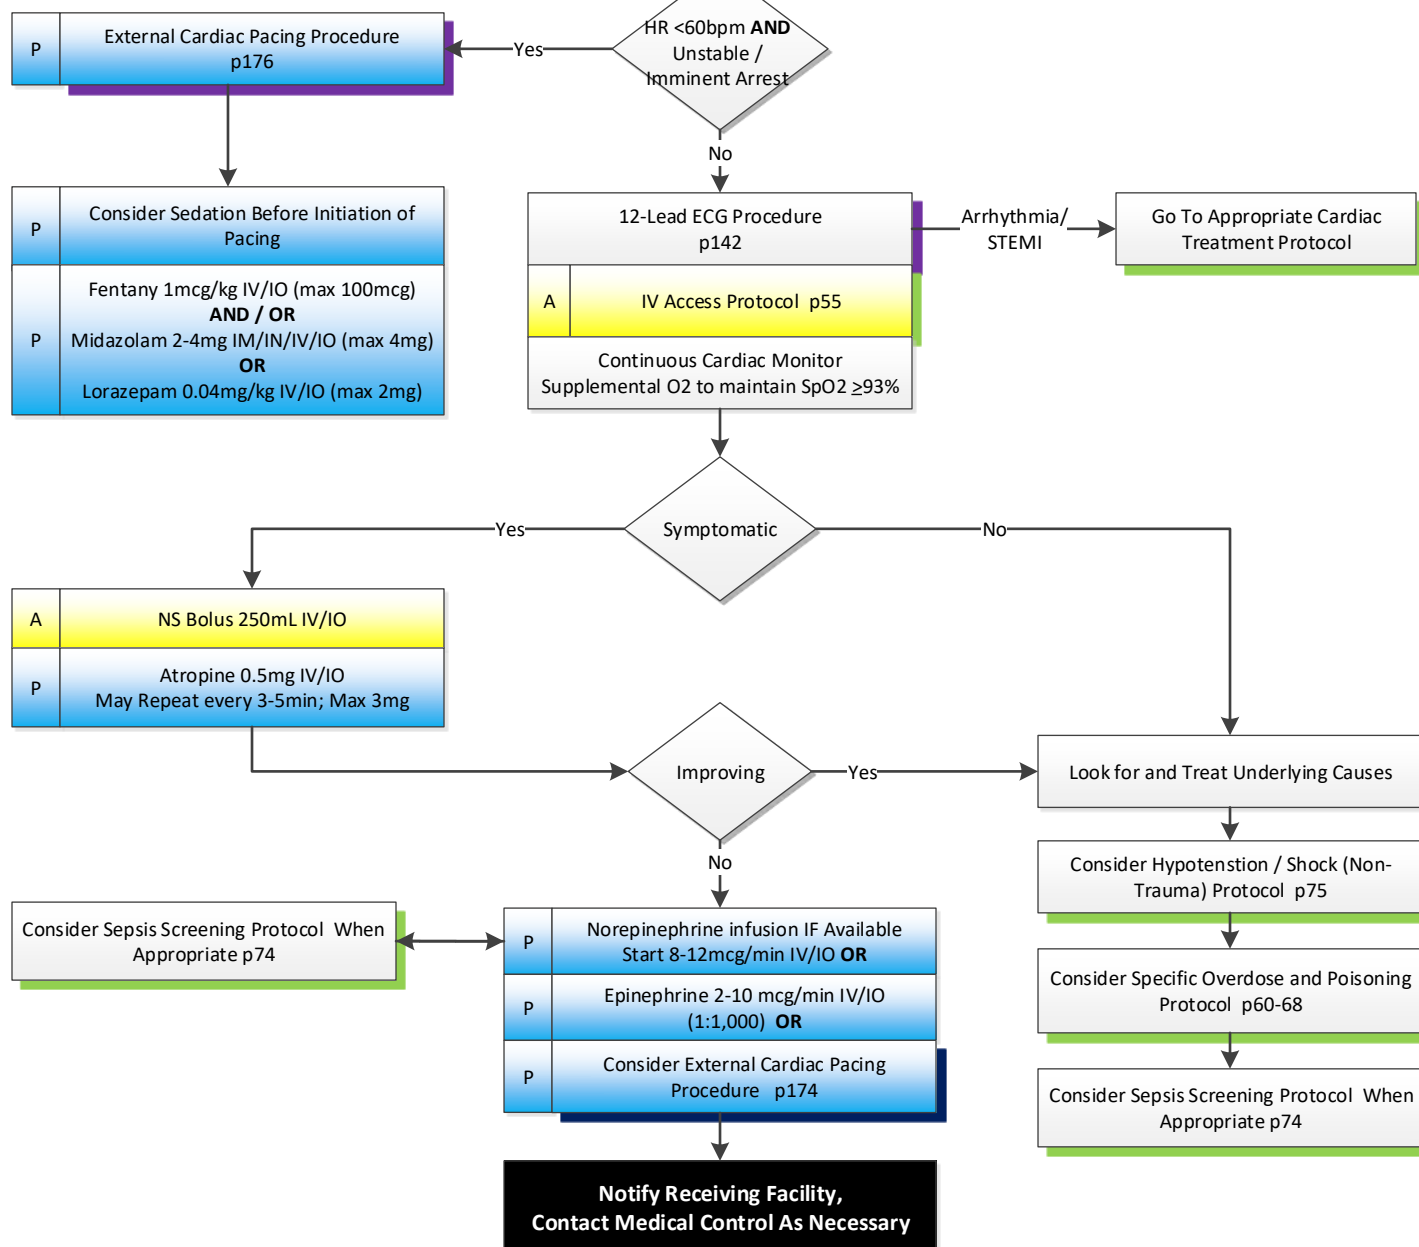 HR <60bpm AND
Unstable /
Imminent Arrest
Yes
P
External Cardiac Pacing Procedure
p176
No
P
Consider Sedation Before Initiation of
Pacing
P
Fentany 1mcg/kg IV/IO (max 100mcg)
AND / OR
Midazolam 2-4mg IM/IN/IV/IO (max 4mg)
OR
Lorazepam 0.04mg/kg IV/IO (max 2mg)
12-Lead ECG Procedure
p142
A
IV Access Protocol p55
Continuous Cardiac Monitor
Supplemental O2 to maintain SpO2 ≥93%
Arrhythmia/
STEMI
Go To Appropriate Cardiac
Treatment Protocol
Symptomatic
Yes
No
A
NS Bolus 250mL IV/IO
P
Atropine 0.5mg IV/IO
May Repeat every 3-5min; Max 3mg
Improving
Yes
No
Look for and Treat Underlying Causes
Consider Hypotenstion / Shock (Non-
Trauma) Protocol p75
Consider Specific Overdose and Poisoning
Protocol p60-68
Consider Sepsis Screening Protocol When
Appropriate p74
Consider Sepsis Screening Protocol When
Appropriate p74
P
Norepinephrine infusion IF Available
Start 8-12mcg/min IV/IO OR
P
Epinephrine 2-10 mcg/min IV/IO
(1:1,000) OR
P
Consider External Cardiac Pacing
Procedure p174
Notify Receiving Facility,
Contact Medical Control As Necessary